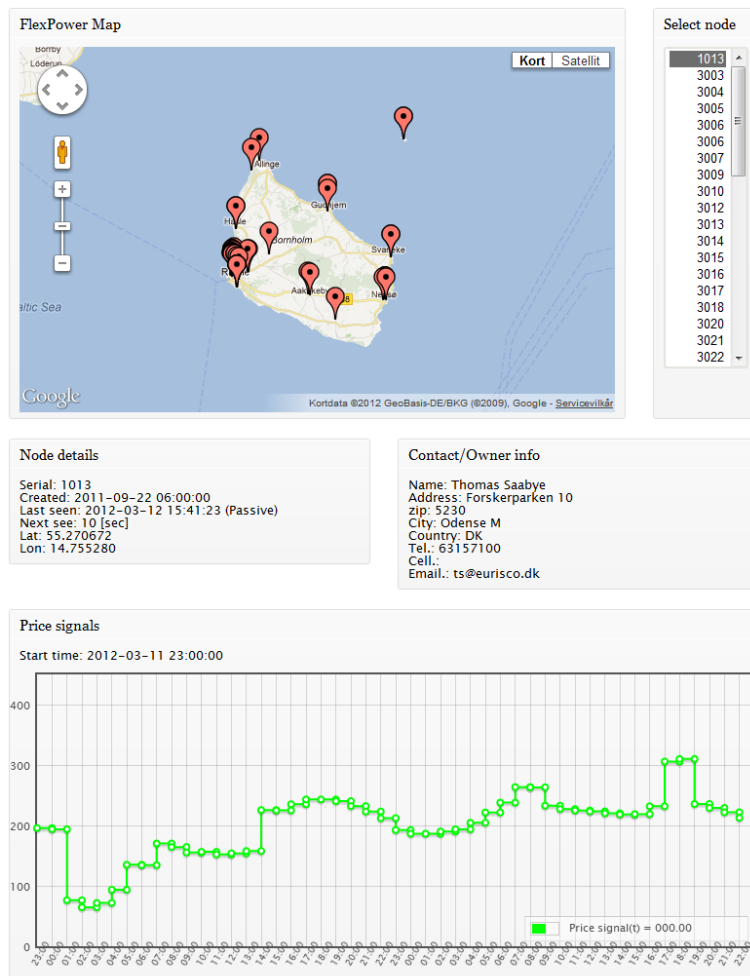 FlexPower Map
Select node
Borrby
Löderup
Kort Satellit
Allinge
Gudhjem
Bornholm
Svaneke
Nexsø
altic Sea
Google
Kortdata ©2012 GeoBasis-DE/BKG (©2009), Google - Servicevilkår
1013
3003
3004
3005
3006
3006
3007
3009
3010
3012
3013
3014
3015
3016
3017
3018
3020
3021
3022
Node details
Serial: 1013
Created: 2011-09-22 06:00:00
Last seen: 2012-03-12 15:41:23 (Passive)
Next see: 10 [sec]
Lat: 55.270672
Lon: 14.755280
Contact/Owner info
Name: Thomas Saabye
Address: Forskerparken 10
zip: 5230
City: Odense M
Country: DK
Tel.: 63157100
Cell.:
Email.: ts@eurisco.dk
Price signals
Start time: 2012-03-11 23:00:00
400
300
200
100
0
Price signal(t) = 000.00
23:00 00:00 01:00 02:00 03:00 04:00 05:00 06:00 07:00 08:00 09:00 10:00 11:00 12:00 13:00 14:00 15:00 16:00 17:00 18:00 19:00 20:00 21:00 22:00 23:00 00:00 01:00 02:00 03:00 04:00 05:00 06:00 07:00 08:00 09:00 10:00 11:00 12:00 13:00 14:00 15:00 16:00 17:00 18:00 19:00 20:00 21:00 22:00